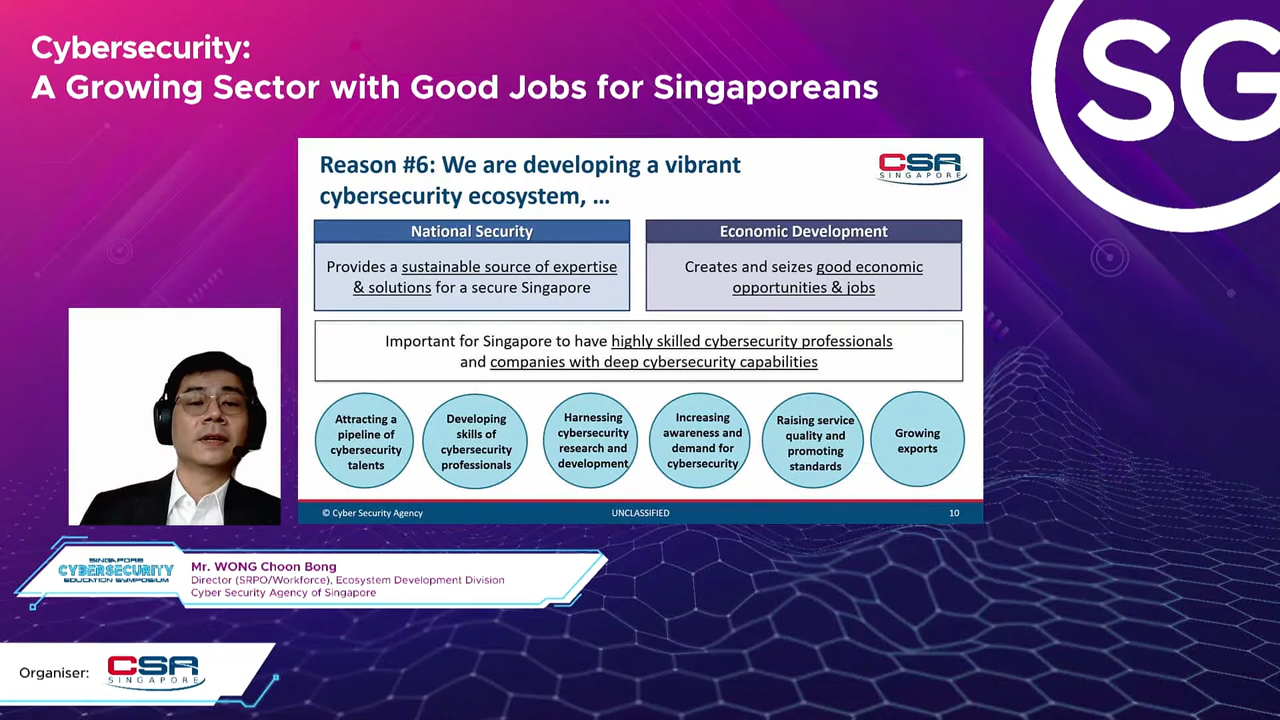 Cybersecurity:
A Growing Sector with Good Jobs for Singaporeans
SG
Reason #6: We are developing a vibrant
cybersecurity ecosystem, ...
CSA
SINGAPORE
National Security
Provides a sustainable source of expertise
& solutions for a secure Singapore
Economic Development
Creates and seizes good economic
opportunities & jobs
Important for Singapore to have highly skilled cybersecurity professionals
and companies with deep cybersecurity capabilities
Attracting a
pipeline of
cybersecurity
talents
Developing
skills of
cybersecurity
professionals
Harnessing
cybersecurity
research and
development
Increasing
awareness and
demand for
cybersecurity
Raising service
quality and
promoting
standards
Growing
exports
© Cyber Security Agency
UNCLASSIFIED
10
SINGAPORE
CYBERSECURITY
EDUCATION SYMPOSIUM
Mr. WONG Choon Bong
Director (SRPO/Workforce), Ecosystem Development Division
Cyber Security Agency of Singapore
Organiser:
CSA
SINGAPORE